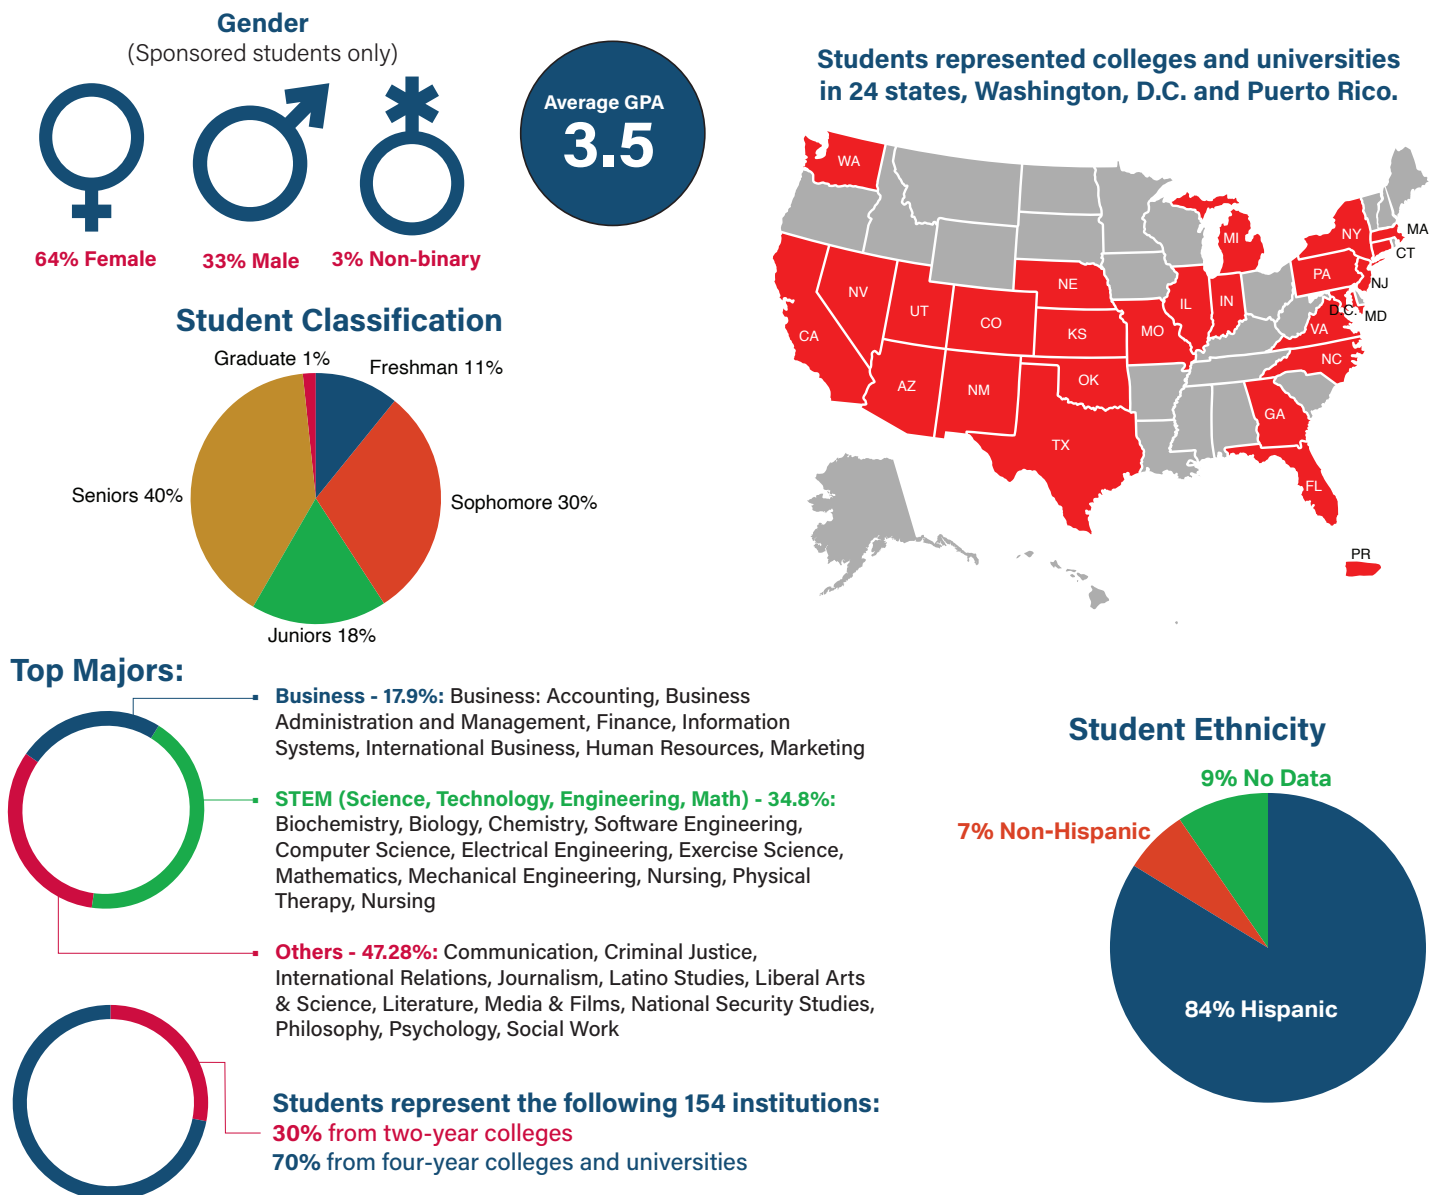 Gender
(Sponsored students only)
64% Female
33% Male
3% Non-binary
Average GPA
3.5
Students represented colleges and universities
in 24 states, Washington, D.C. and Puerto Rico.
WA
MI
NY
MA
CT
PA
NJ
NE
NV
UT
CO
IL
IN
D.C.
MD
CA
KS
MO
VA
NC
AZ
NM
OK
GA
TX
FL
PR
Student Classification
Graduate 1%
Freshman 11%
Seniors 40%
Sophomore 30%
Juniors 18%
Top Majors:
Business - 17.9%: Business: Accounting, Business
Administration and Management, Finance, Information
Systems, International Business, Human Resources, Marketing
STEM (Science, Technology, Engineering, Math) - 34.8%:
Biochemistry, Biology, Chemistry, Software Engineering,
Computer Science, Electrical Engineering, Exercise Science,
Mathematics, Mechanical Engineering, Nursing, Physical
Therapy, Nursing
Others - 47.28%: Communication, Criminal Justice,
International Relations, Journalism, Latino Studies, Liberal Arts
& Science, Literature, Media & Films, National Security Studies,
Philosophy, Psychology, Social Work
Students represent the following 154 institutions:
30% from two-year colleges
70% from four-year colleges and universities
Student Ethnicity
9% No Data
7% Non-Hispanic
84% Hispanic